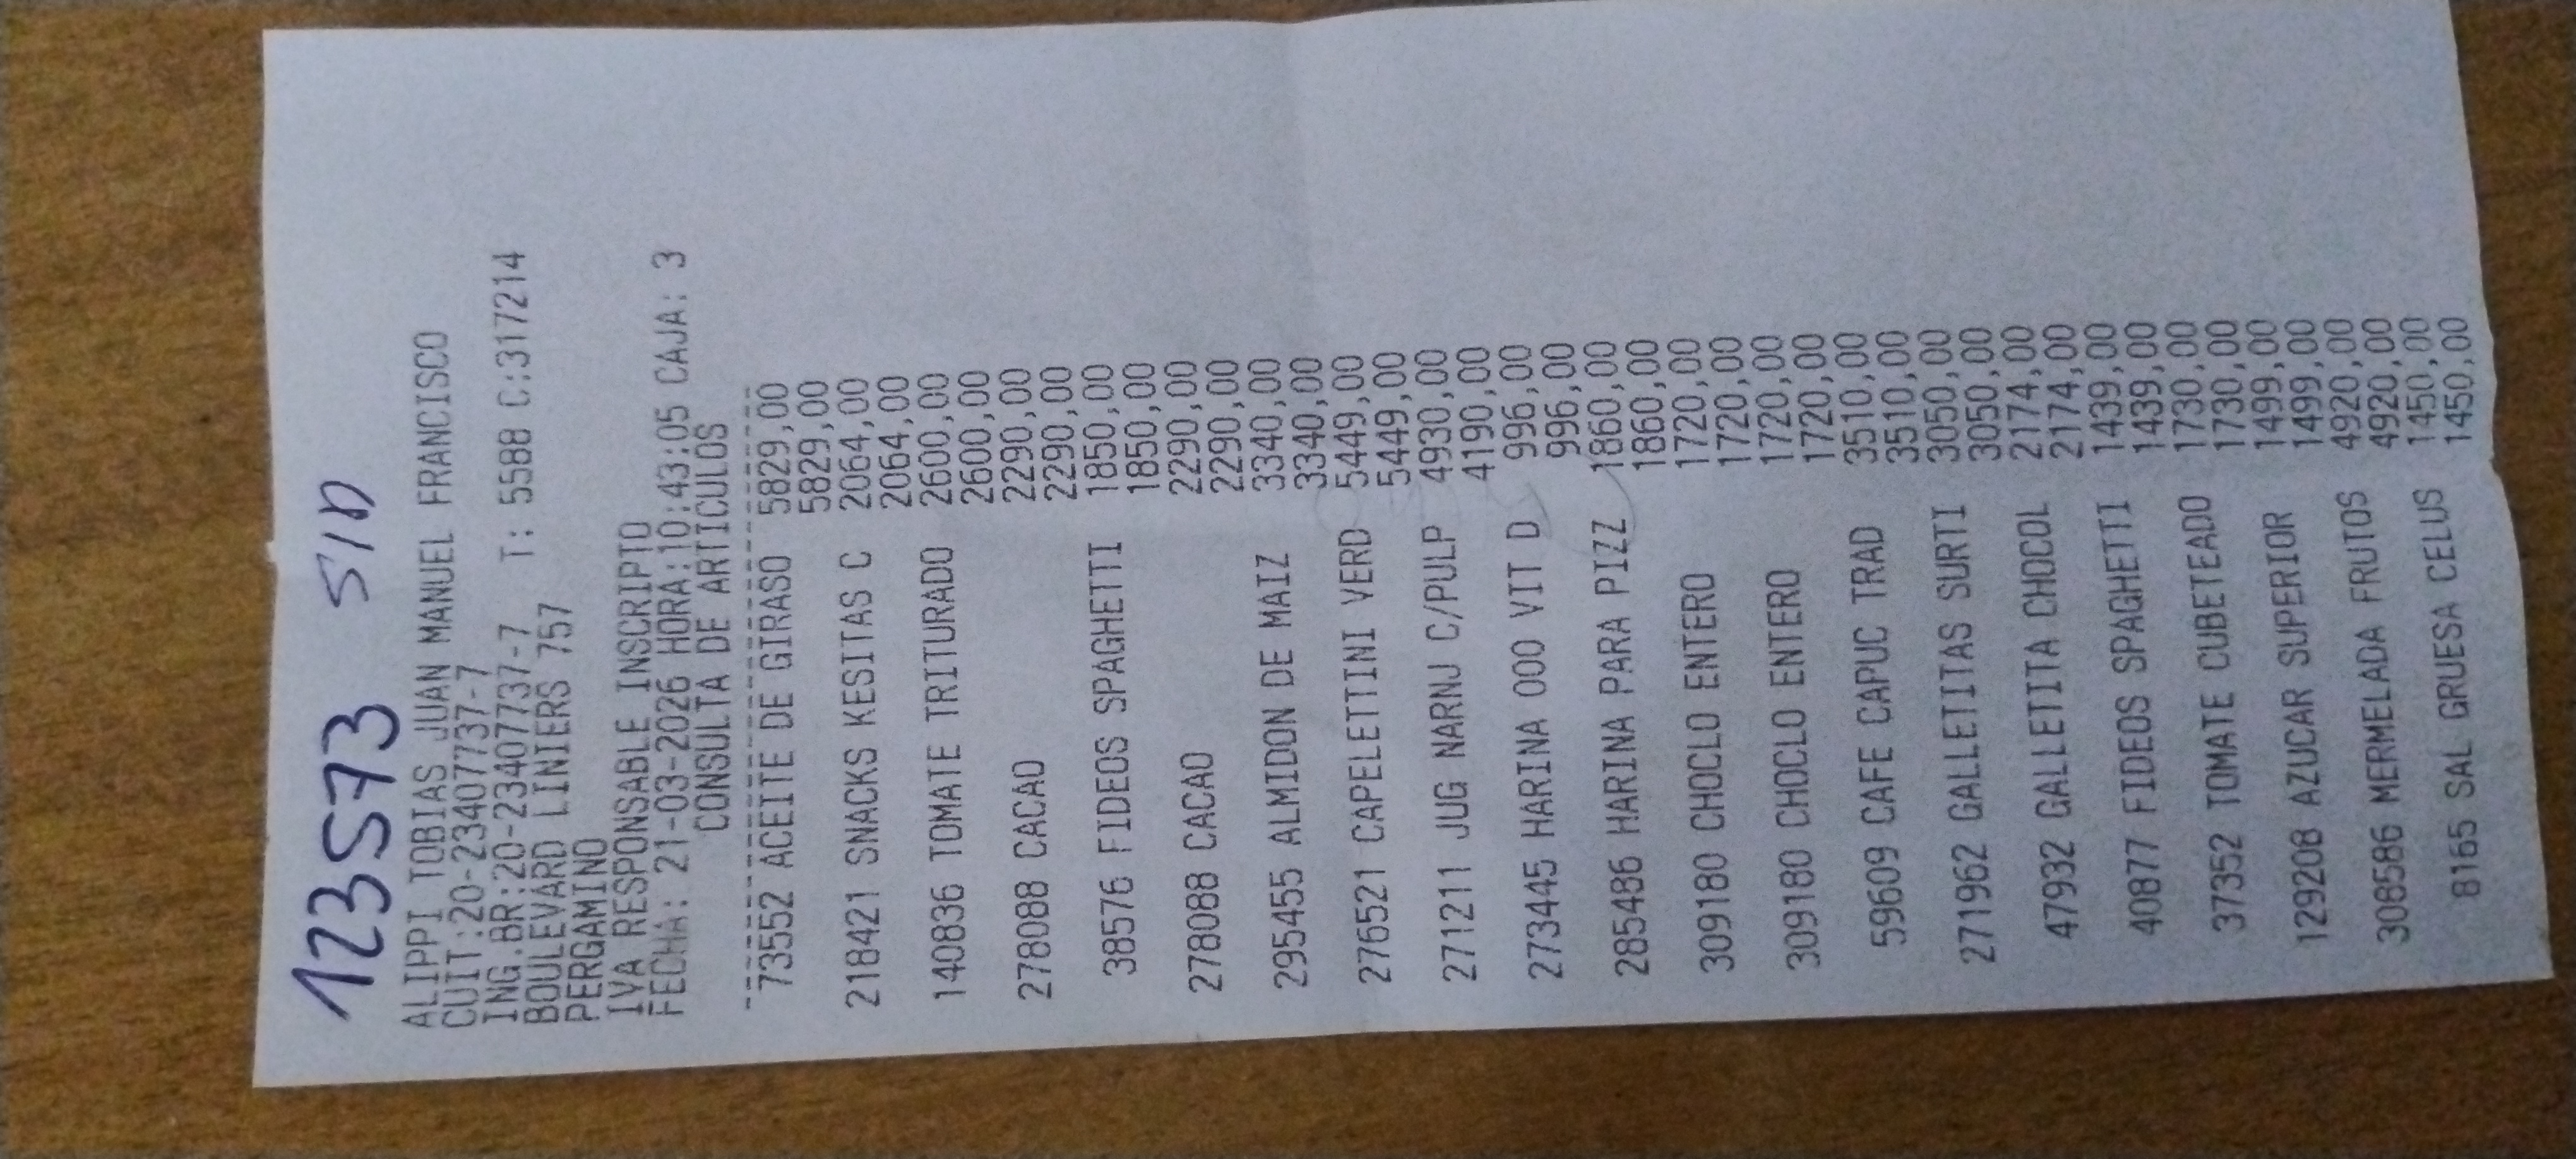 123573 S/D
ALIPPI TOBIAS JUAN MANUEL FRANCISCO
CUIT:20-23407737-7
ING.BR:20-23407737-7 T: 5588 C:317214
BOULEVARD LINIERS 757
PERGAMINO
IVA RESPONSABLE INSCRIPTO
FECHA: 21-03-2026 HORA:10:43:05 CAJA: 3
CONSULTA DE ARTICULOS
73552 ACEITE DE GIRASO 5829,00
5829,00
218421 SNACKS KESITAS C 2064,00
2064,00
140836 TOMATE TRITURADO 2600,00
2600,00
278088 CACAO 2290,00
2290,00
38576 FIDEOS SPAGHETTI 1850,00
1850,00
278088 CACAO 2290,00
2290,00
295455 ALMIDON DE MAIZ 3340,00
3340,00
276521 CAPELETTINI VERD 5449,00
5449,00
271211 JUG NARNJ C/PULP 4930,00
4190,00
273445 HARINA 000 VIT D 996,00
996,00
285486 HARINA PARA PIZZ 1860,00
1860,00
309180 CHOCLO ENTERO 1720,00
1720,00
309180 CHOCLO ENTERO 1720,00
1720,00
59609 CAFE CAPUC TRAD 3510,00
3510,00
271962 GALLETITAS SURTI 3050,00
3050,00
47932 GALLETITA CHOCOL 2174,00
2174,00
40877 FIDEOS SPAGHETTI 1439,00
1439,00
37352 TOMATE CUBETEADO 1730,00
1730,00
129208 AZUCAR SUPERIOR 1499,00
1499,00
308586 MERMELADA FRUTOS 4920,00
4920,00
8165 SAL GRUESA CELUS 1450,00
1450,00